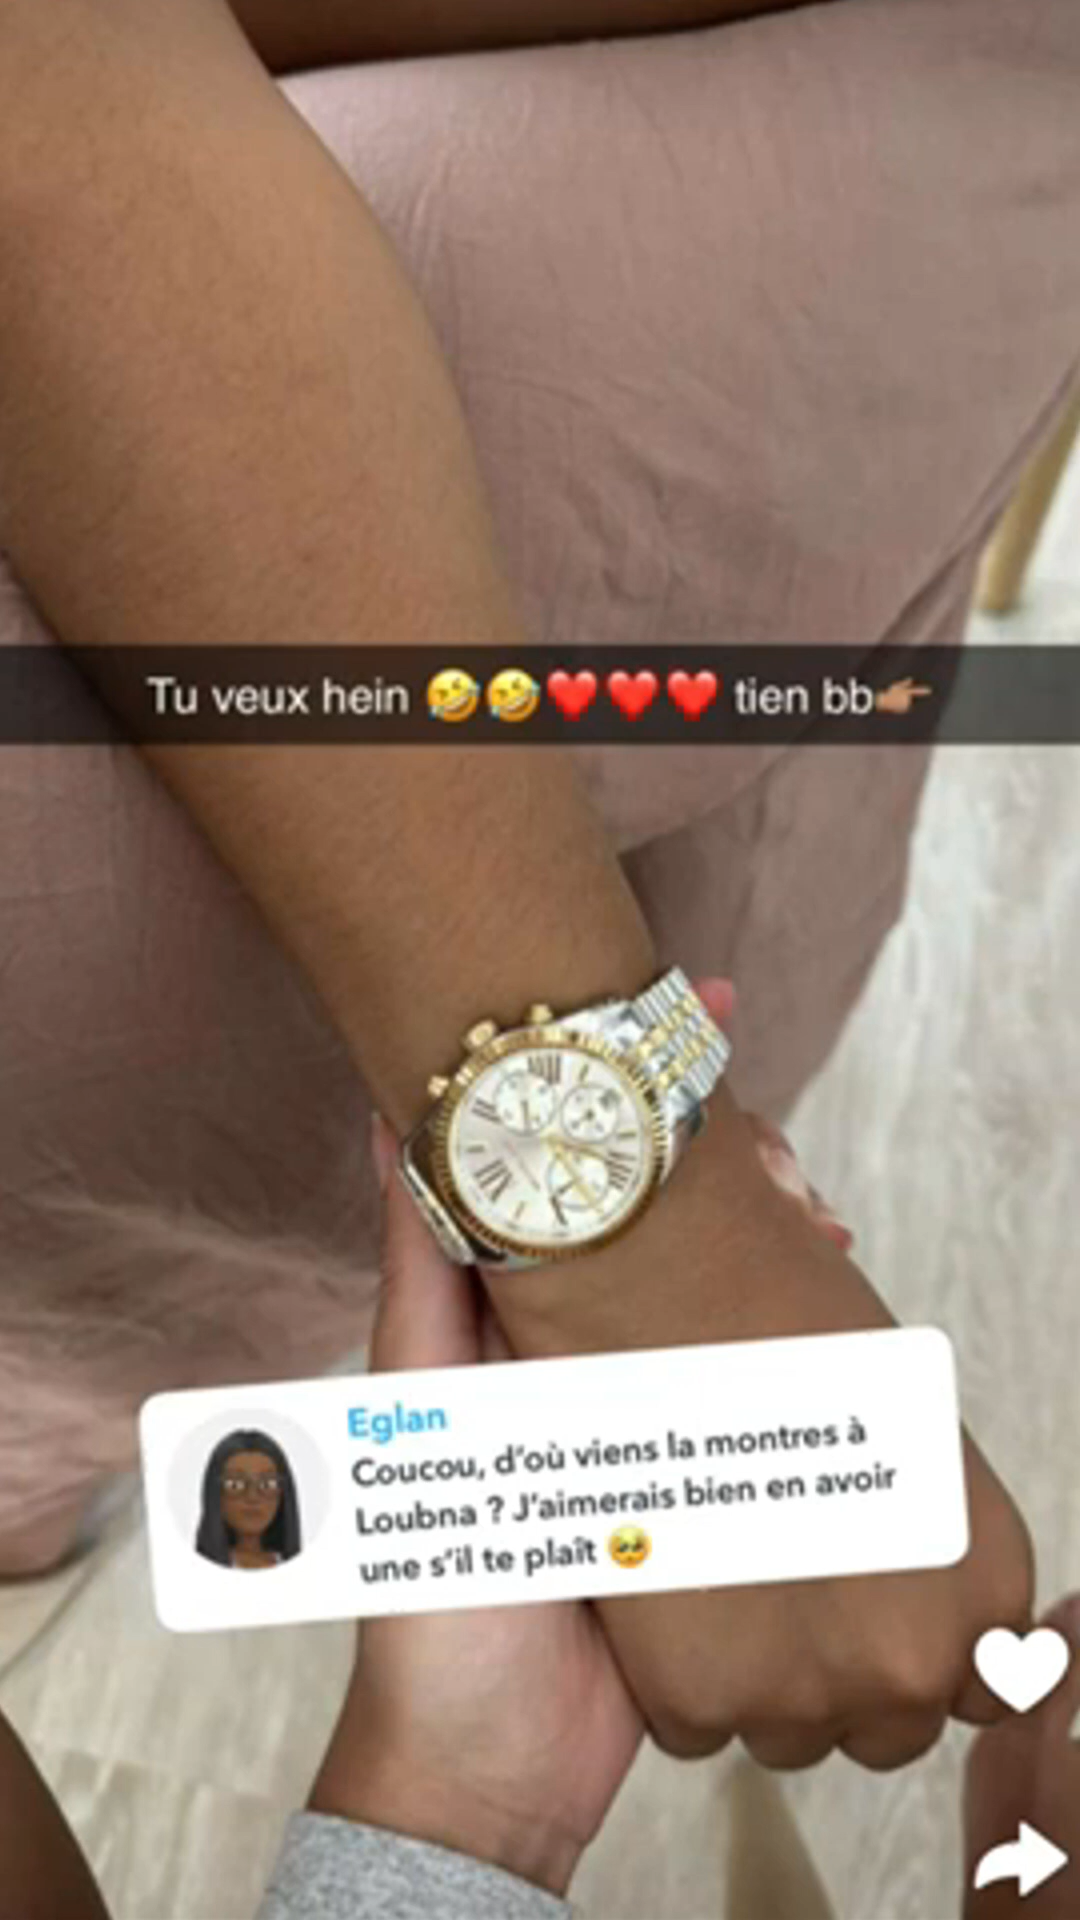 Tu veux hein 🤣🤣❤️❤️❤️ tien bb👉🏽
Eglan
Coucou, d'où viens la montres à
Loubna ? J'aimerais bien en avoir
une s'il te plaît 🥺